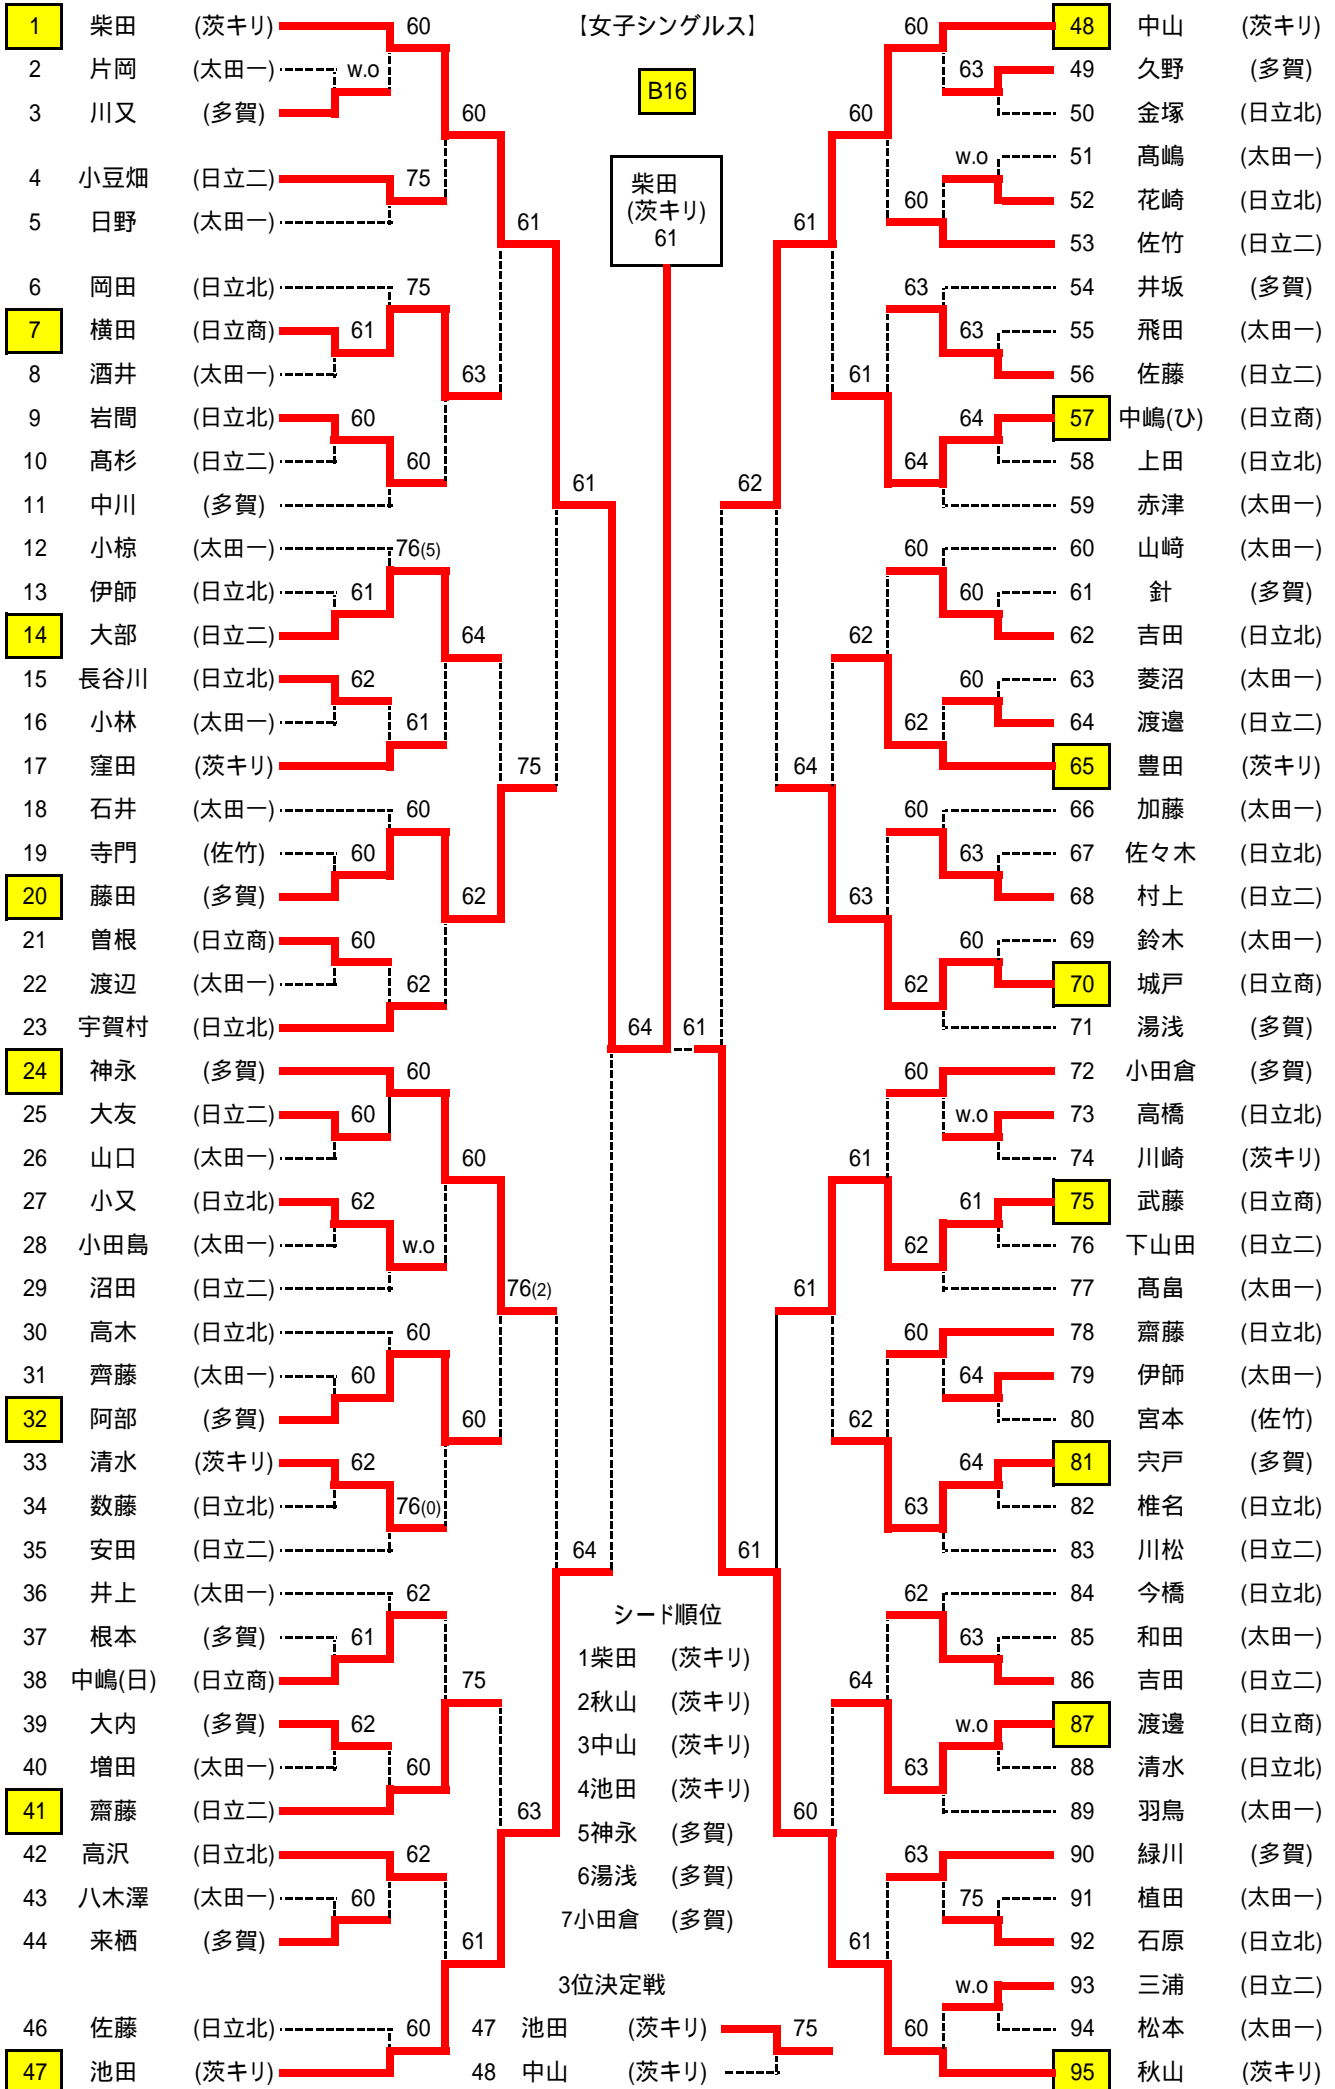 【女子シングルス】
B16
柴田
(茨キリ)
61
1 柴田 (茨キリ) 60
2 片岡 (太田一) w.o
3 川又 (多賀) 60
4 小豆畑 (日立二) 75
5 日野 (太田一) 61
6 岡田 (日立北) 75
7 横田 (日立商) 61
8 酒井 (太田一) 63
9 岩間 (日立北) 60
10 髙杉 (日立二) 60
11 中川 (多賀) 61
12 小椋 (太田一) 76(5)
13 伊師 (日立北) 61
14 大部 (日立二) 64
15 長谷川 (日立北) 62
16 小林 (太田一) 61
17 窪田 (茨キリ) 75
18 石井 (太田一) 60
19 寺門 (佐竹) 60
20 藤田 (多賀) 62
21 曽根 (日立商) 60
22 渡辺 (太田一) 62
23 宇賀村 (日立北) 64 61
24 神永 (多賀) 60
25 大友 (日立二) 60
26 山口 (太田一) 60
27 小又 (日立北) 62
28 小田島 (太田一) w.o
29 沼田 (日立二) 76(2)
30 高木 (日立北) 60
31 齊藤 (太田一) 60
32 阿部 (多賀) 60
33 清水 (茨キリ) 62
34 数藤 (日立北) 76(0)
35 安田 (日立二) 64
36 井上 (太田一) 62
37 根本 (多賀) 61
38 中嶋(日) (日立商) 75
39 大内 (多賀) 62
40 増田 (太田一) 60
41 齋藤 (日立二) 63
42 高沢 (日立北) 62
43 八木澤 (太田一) 60
44 来栖 (多賀) 61
46 佐藤 (日立北) 60
47 池田 (茨キリ)
60 48 中山 (茨キリ)
63 49 久野 (多賀)
60 50 金塚 (日立北)
w.o 51 髙嶋 (太田一)
60 52 花崎 (日立北)
61 53 佐竹 (日立二)
63 54 井坂 (多賀)
63 55 飛田 (太田一)
61 56 佐藤 (日立二)
64 57 中嶋(ひ) (日立商)
64 58 上田 (日立北)
62 59 赤津 (太田一)
60 60 山﨑 (太田一)
60 61 針 (多賀)
62 62 吉田 (日立北)
60 63 菱沼 (太田一)
62 64 渡邉 (日立二)
64 65 豊田 (茨キリ)
60 66 加藤 (太田一)
63 67 佐々木 (日立北)
63 68 村上 (日立二)
60 69 鈴木 (太田一)
62 70 城戸 (日立商)
71 湯浅 (多賀)
60 72 小田倉 (多賀)
w.o 73 高橋 (日立北)
61 74 川崎 (茨キリ)
61 75 武藤 (日立商)
62 76 下山田 (日立二)
61 77 髙畠 (太田一)
60 78 齋藤 (日立北)
64 79 伊師 (太田一)
62 80 宮本 (佐竹)
64 81 宍戸 (多賀)
63 82 椎名 (日立北)
61 83 川松 (日立二)
62 84 今橋 (日立北)
63 85 和田 (太田一)
64 86 吉田 (日立二)
w.o 87 渡邊 (日立商)
63 88 清水 (日立北)
60 89 羽鳥 (太田一)
63 90 緑川 (多賀)
75 91 植田 (太田一)
61 92 石原 (日立北)
w.o 93 三浦 (日立二)
60 94 松本 (太田一)
95 秋山 (茨キリ)
シード順位
1柴田 (茨キリ)
2秋山 (茨キリ)
3中山 (茨キリ)
4池田 (茨キリ)
5神永 (多賀)
6湯浅 (多賀)
7小田倉 (多賀)
3位決定戦
47 池田 (茨キリ) 75
48 中山 (茨キリ)